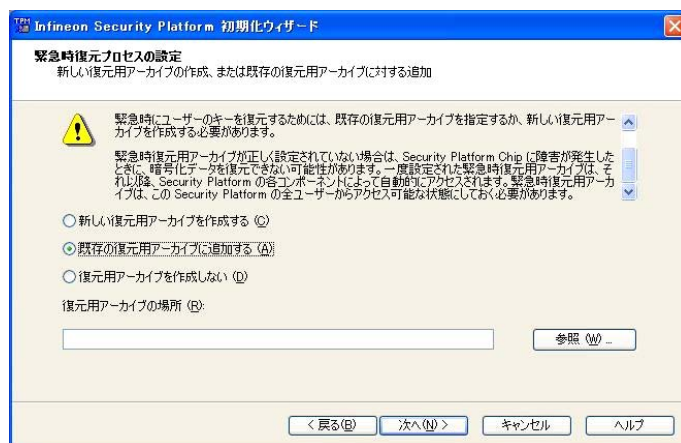 Infineon Security Platform 初期化ウィザード
緊急時復元プロセスの設定
新しい復元用アーカイブの作成、または既存の復元用アーカイブに対する追加
緊急時にユーザーのキーを復元するためには、既存の復元用アーカイブを指定するか、新しい復元用アー
カイブを作成する必要があります。
緊急時復元用アーカイブが正しく設定されていない場合は、Security Platform Chip に障害が発生した
ときに、暗号化データを復元できない可能性があります。一度設定された緊急時復元用アーカイブは、そ
れ以降、Security Platform の各コンポーネントによって自動的にアクセスされます。緊急時復元用アーカ
イブは、この Security Platform の全ユーザーからアクセス可能な状態にしておく必要があります。
新しい復元用アーカイブを作成する (C)
既存の復元用アーカイブに追加する (A)
復元用アーカイブを作成しない (D)
復元用アーカイブの場所 (R):
参照 (W) ...
< 戻る(B)
次へ(N) >
キャンセル
ヘルプ